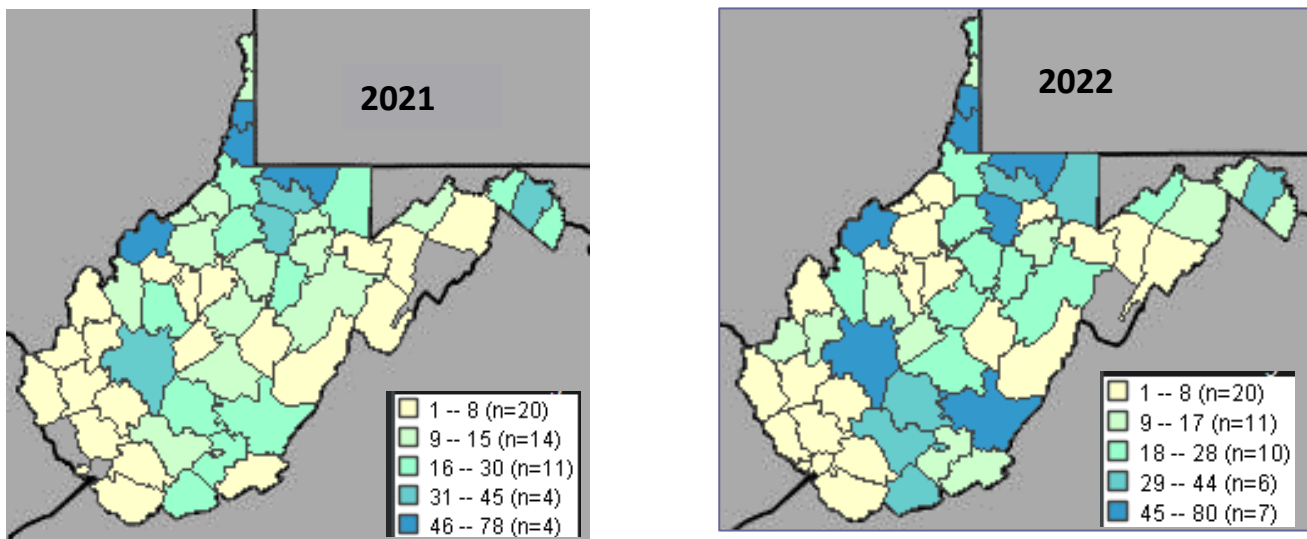 2021
1 -- 8 (n=20)
9 -- 15 (n=14)
16 -- 30 (n=11)
31 -- 45 (n=4)
46 -- 78 (n=4)
2022
1 -- 8 (n=20)
9 -- 17 (n=11)
18 -- 28 (n=10)
29 -- 44 (n=6)
45 -- 80 (n=7)